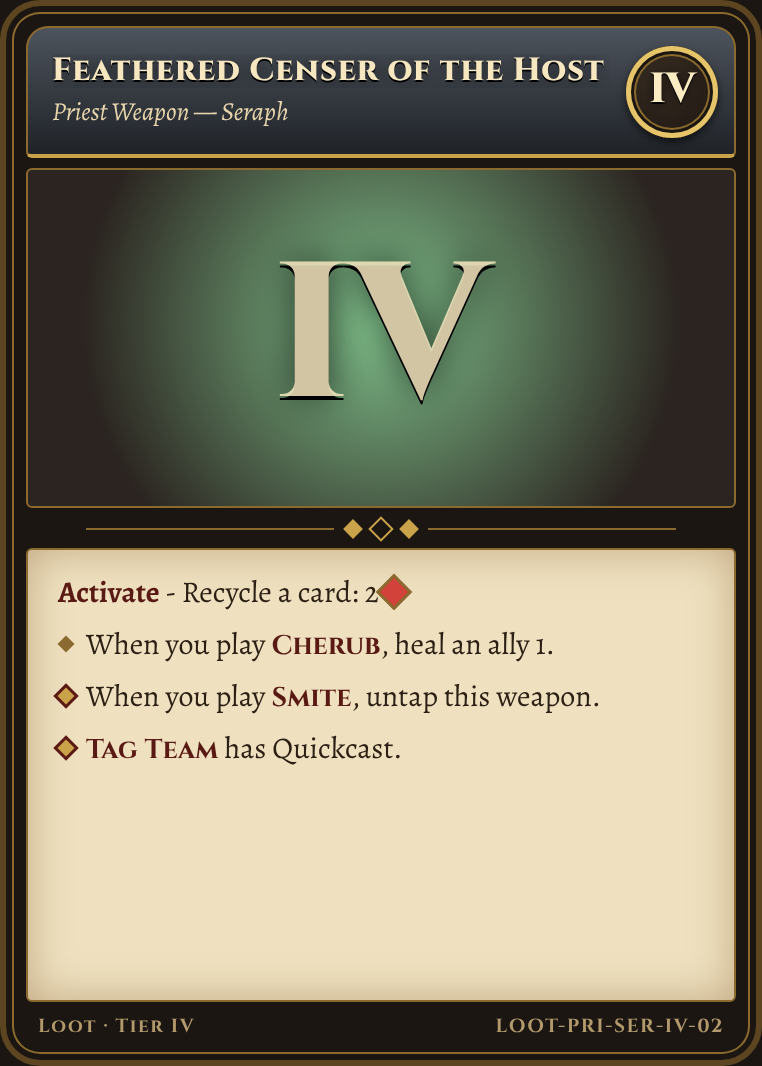 Feathered Censer of the Host
IV
Priest Weapon — Seraph
IV
Activate - Recycle a card: 2
When you play Cherub, heal an ally 1.
When you play Smite, untap this weapon.
Tag Team has Quickcast.
Loot · Tier IV
LOOT-PRI-SER-IV-02